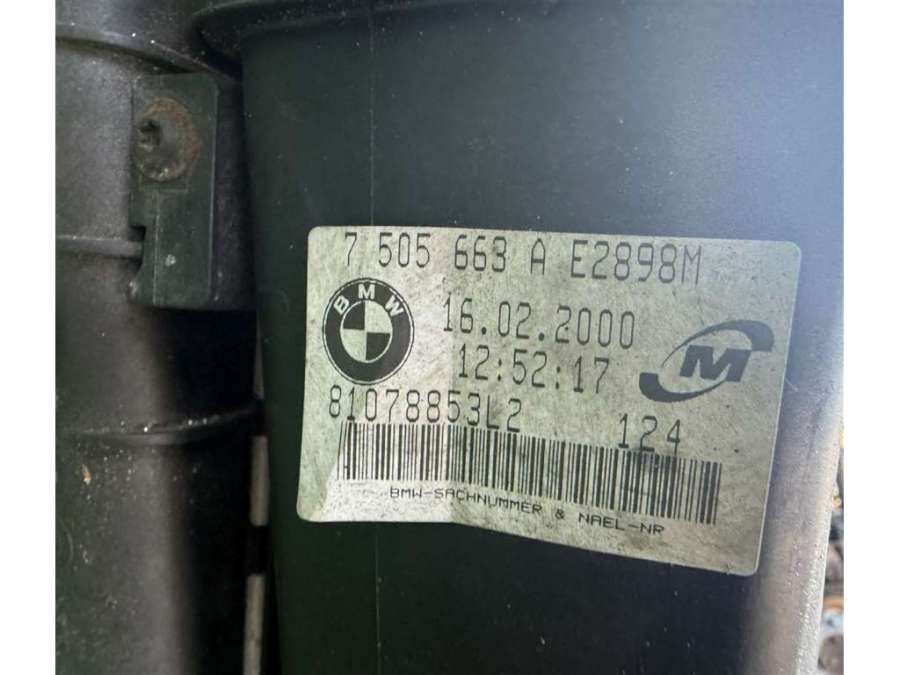 7 505 663 A E2898M
BMW
16.02.2000
12:52:17
M
81078853L2 124
BMW-SACHNUMMER & NAEL-NR